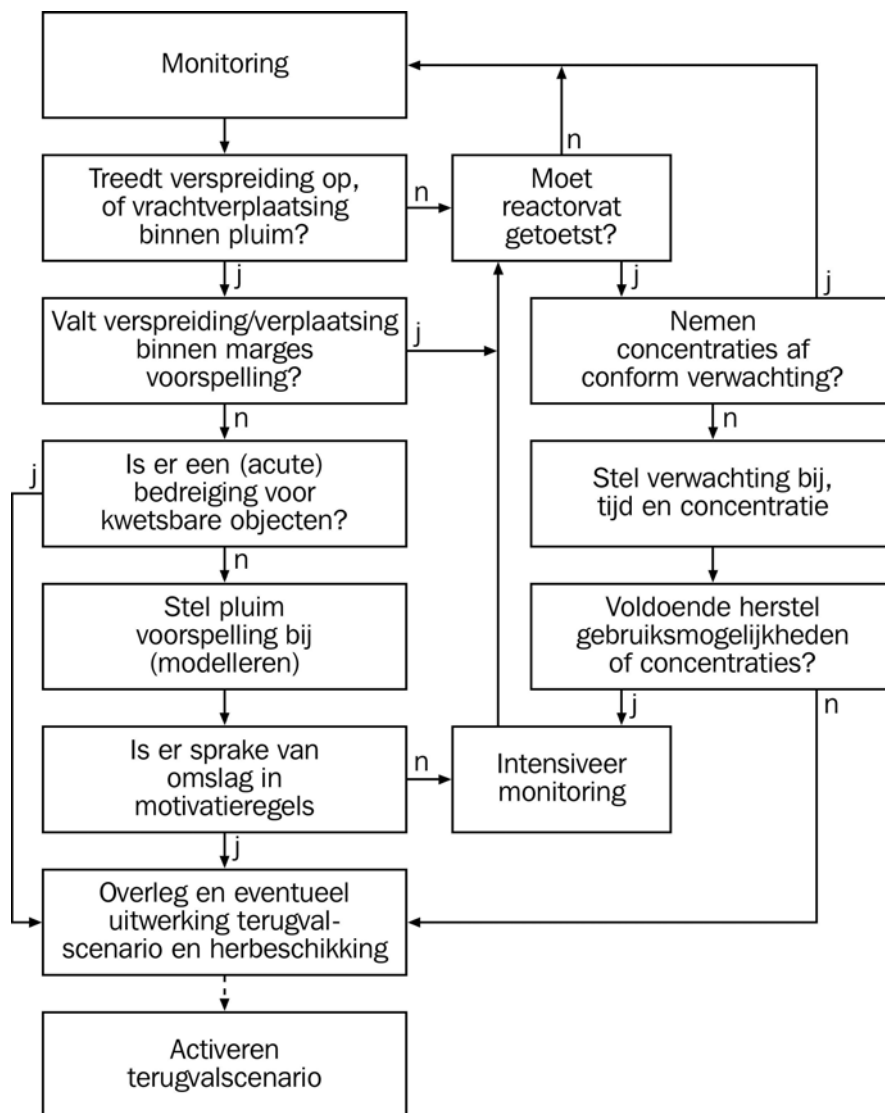 Monitoring
Treedt verspreiding op,
of vrachtverplaatsing
binnen pluim?
n
j
Moet
reactorvat
getoetst?
n
j
Valt verspreiding/verplaatsing
binnen marges
voorspelling?
j
n
Nemen
concentraties af
conform verwachting?
j
n
Is er een (acute)
bedreiging voor
kwetsbare objecten?
j
n
Stel verwachting bij,
tijd en concentratie
Stel pluim
voorspelling bij
(modelleren)
Voldoende herstel
gebruiksmogelijkheden
of concentraties?
j
n
Is er sprake van
omslag in
motivatieregels
n
j
Intensiveer
monitoring
Overleg en eventueel
uitwerking terugval-
scenario en herbeschikking
Activeren
terugvalscenario